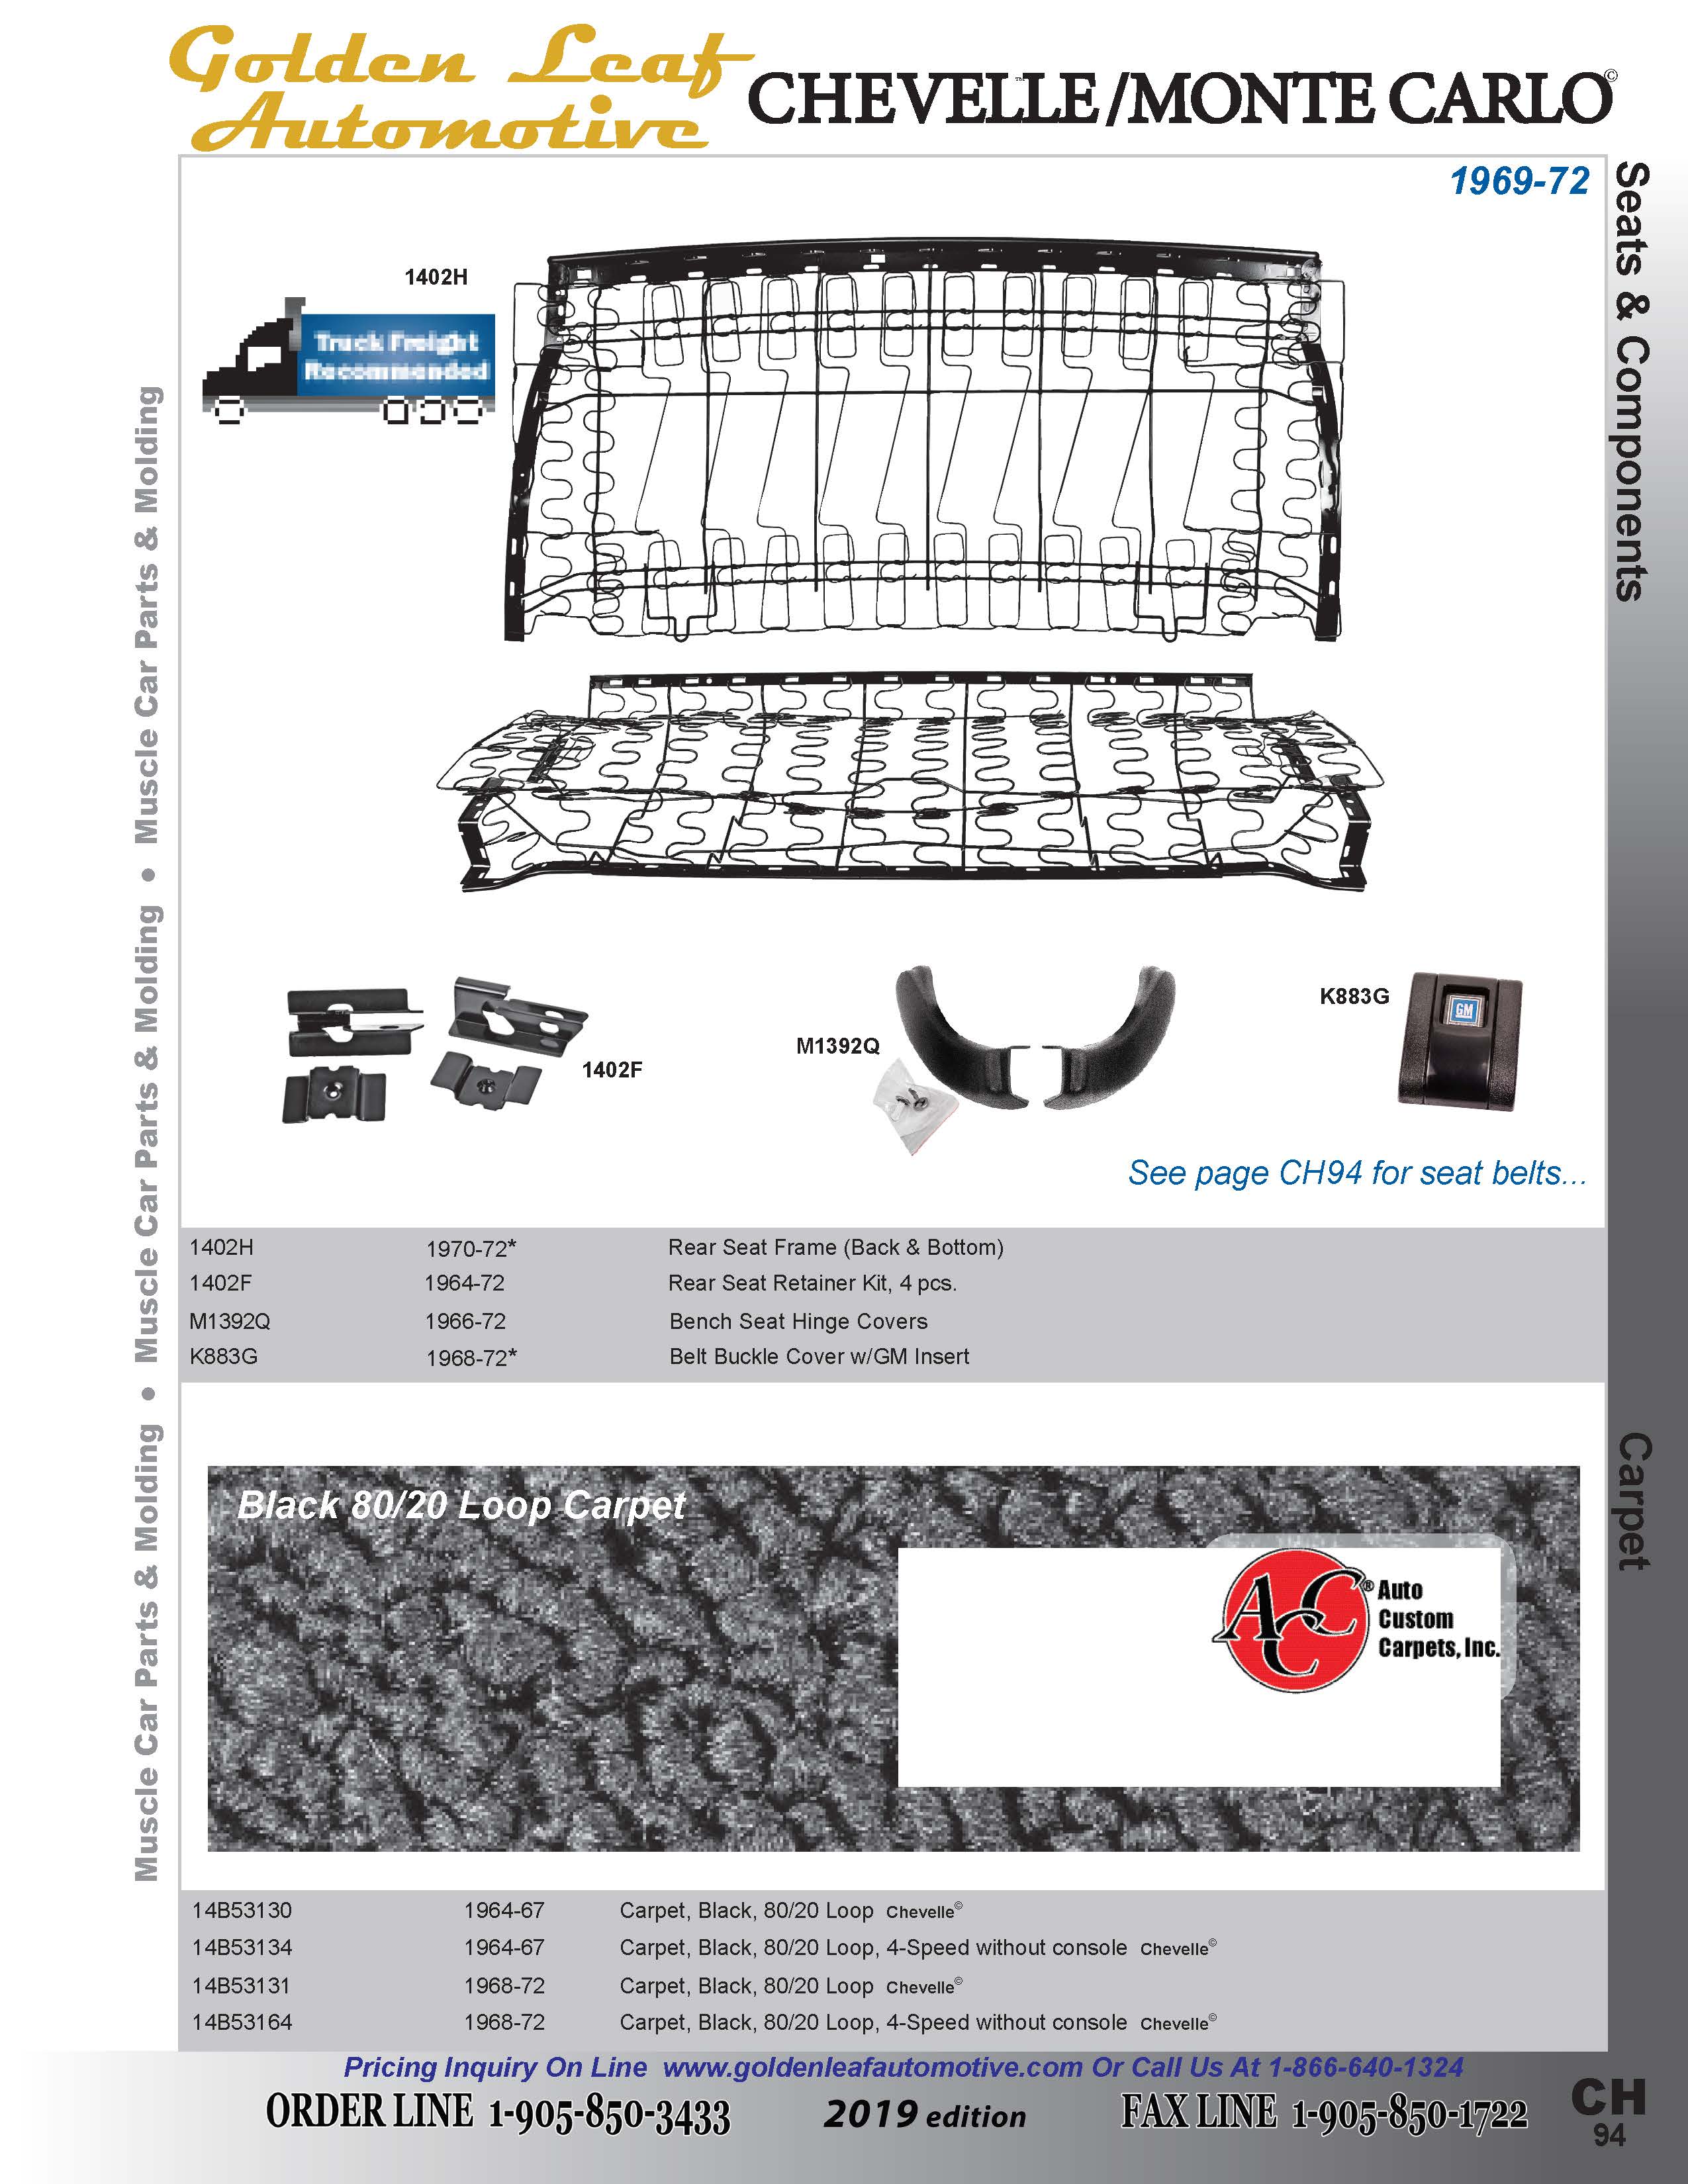 Golden Leaf
Automotive
CHEVELLE™/MONTE CARLO©
1969-72
Seats & Components
1402H
Truck Freight
Recommended
Muscle Car Parts & Molding • Muscle Car Parts & Molding • Muscle Car Parts & Molding
1402F
M1392Q
K883G
GM
See page CH94 for seat belts...
1402H 1970-72* Rear Seat Frame (Back & Bottom)
1402F 1964-72 Rear Seat Retainer Kit, 4 pcs.
M1392Q 1966-72 Bench Seat Hinge Covers
K883G 1968-72* Belt Buckle Cover w/GM Insert
Carpet
Black 80/20 Loop Carpet
ACC®
Auto
Custom
Carpets, Inc.
14B53130 1964-67 Carpet, Black, 80/20 Loop Chevelle©
14B53134 1964-67 Carpet, Black, 80/20 Loop, 4-Speed without console Chevelle©
14B53131 1968-72 Carpet, Black, 80/20 Loop Chevelle©
14B53164 1968-72 Carpet, Black, 80/20 Loop, 4-Speed without console Chevelle©
Pricing Inquiry On Line www.goldenleafautomotive.com Or Call Us At 1-866-640-1324
ORDER LINE 1-905-850-3433
2019 edition
FAX LINE 1-905-850-1722
CH
94